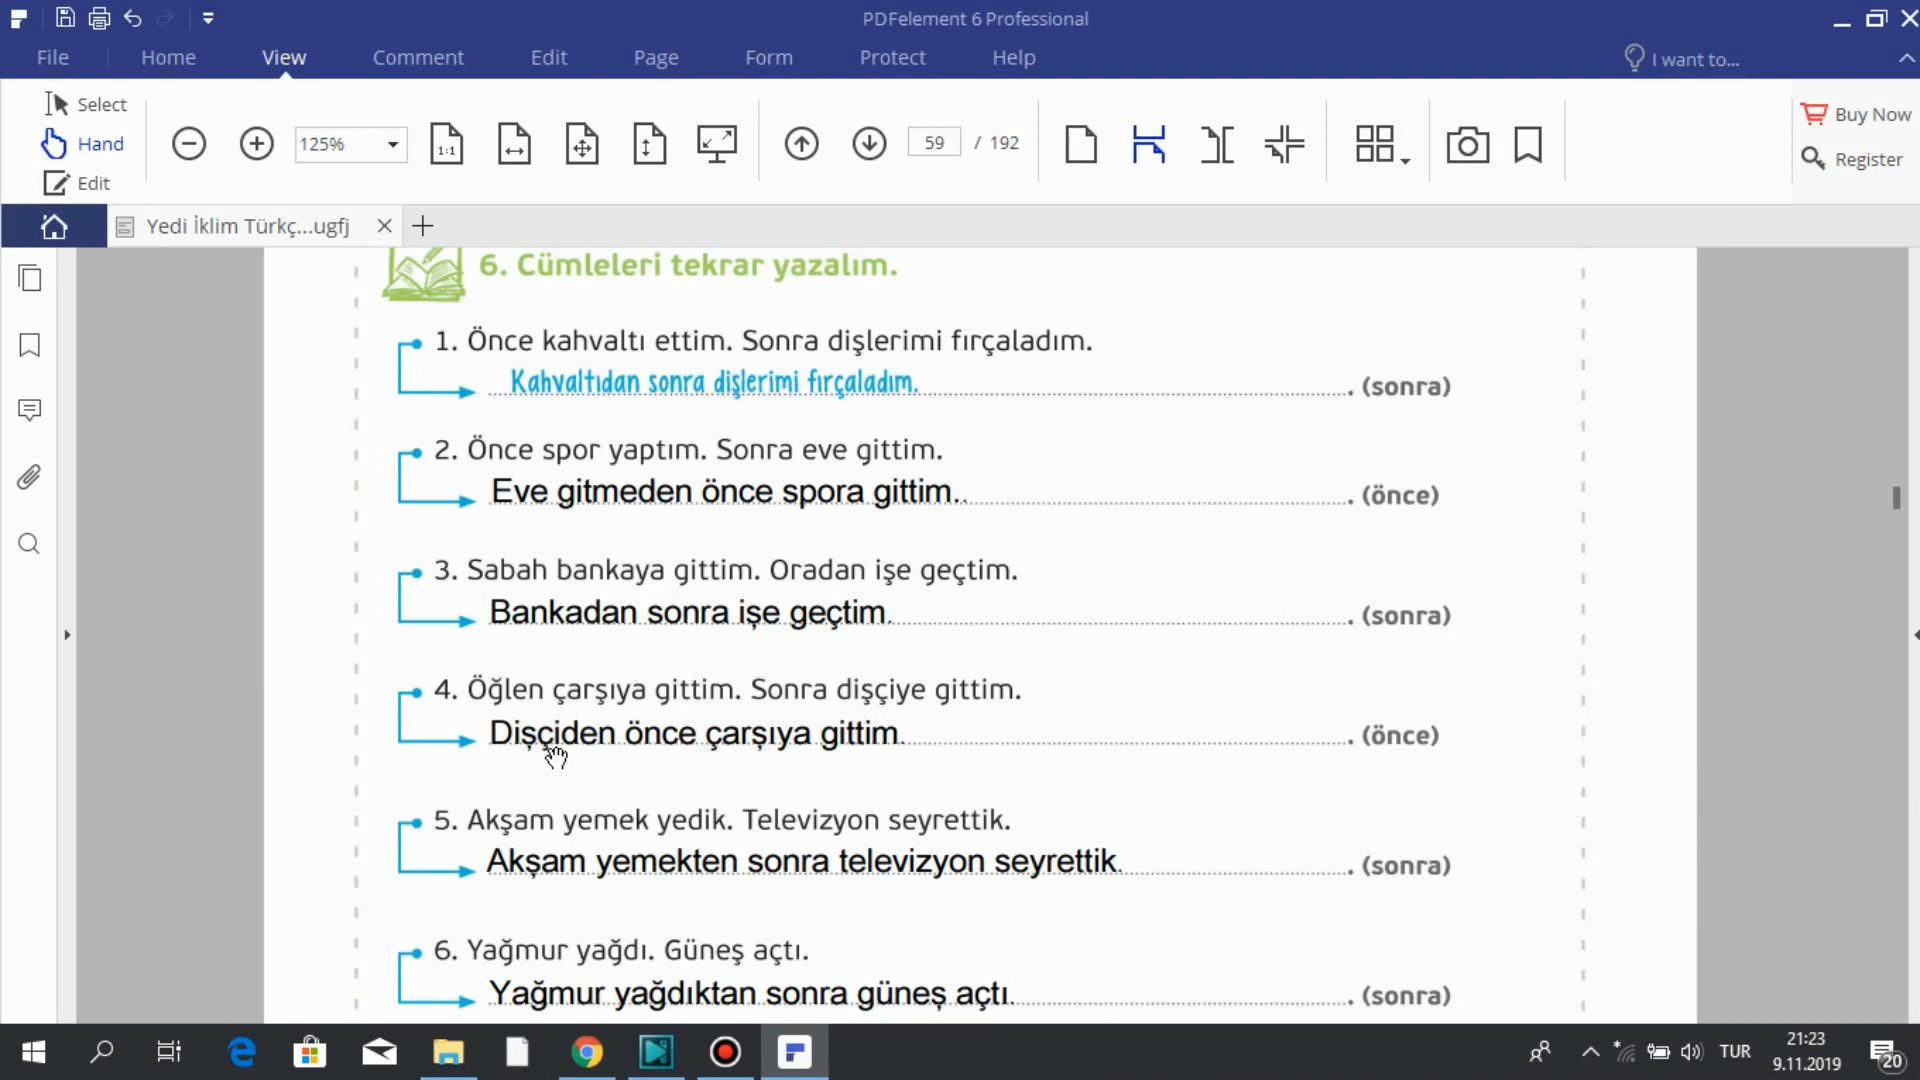 PDFelement 6 Professional
File Home View Comment Edit Page Form Protect Help I want to...
Select
Hand
Edit
125%
1:1
59 / 192
Buy Now
Register
Yedi İklim Türkç...ugfj
6. Cümleleri tekrar yazalım.
1. Önce kahvaltı ettim. Sonra dişlerimi fırçaladım.
Kahvaltıdan sonra dişlerimi fırçaladım. . (sonra)
2. Önce spor yaptım. Sonra eve gittim.
Eve gitmeden önce spora gittim. . (önce)
3. Sabah bankaya gittim. Oradan işe geçtim.
Bankadan sonra işe geçtim. . (sonra)
4. Öğlen çarşıya gittim. Sonra dişçiye gittim.
Dişçiden önce çarşıya gittim. . (önce)
5. Akşam yemek yedik. Televizyon seyrettik.
Akşam yemekten sonra televizyon seyrettik. . (sonra)
6. Yağmur yağdı. Güneş açtı.
Yağmur yağdıktan sonra güneş açtı. . (sonra)
TUR
21:23
9.11.2019
20